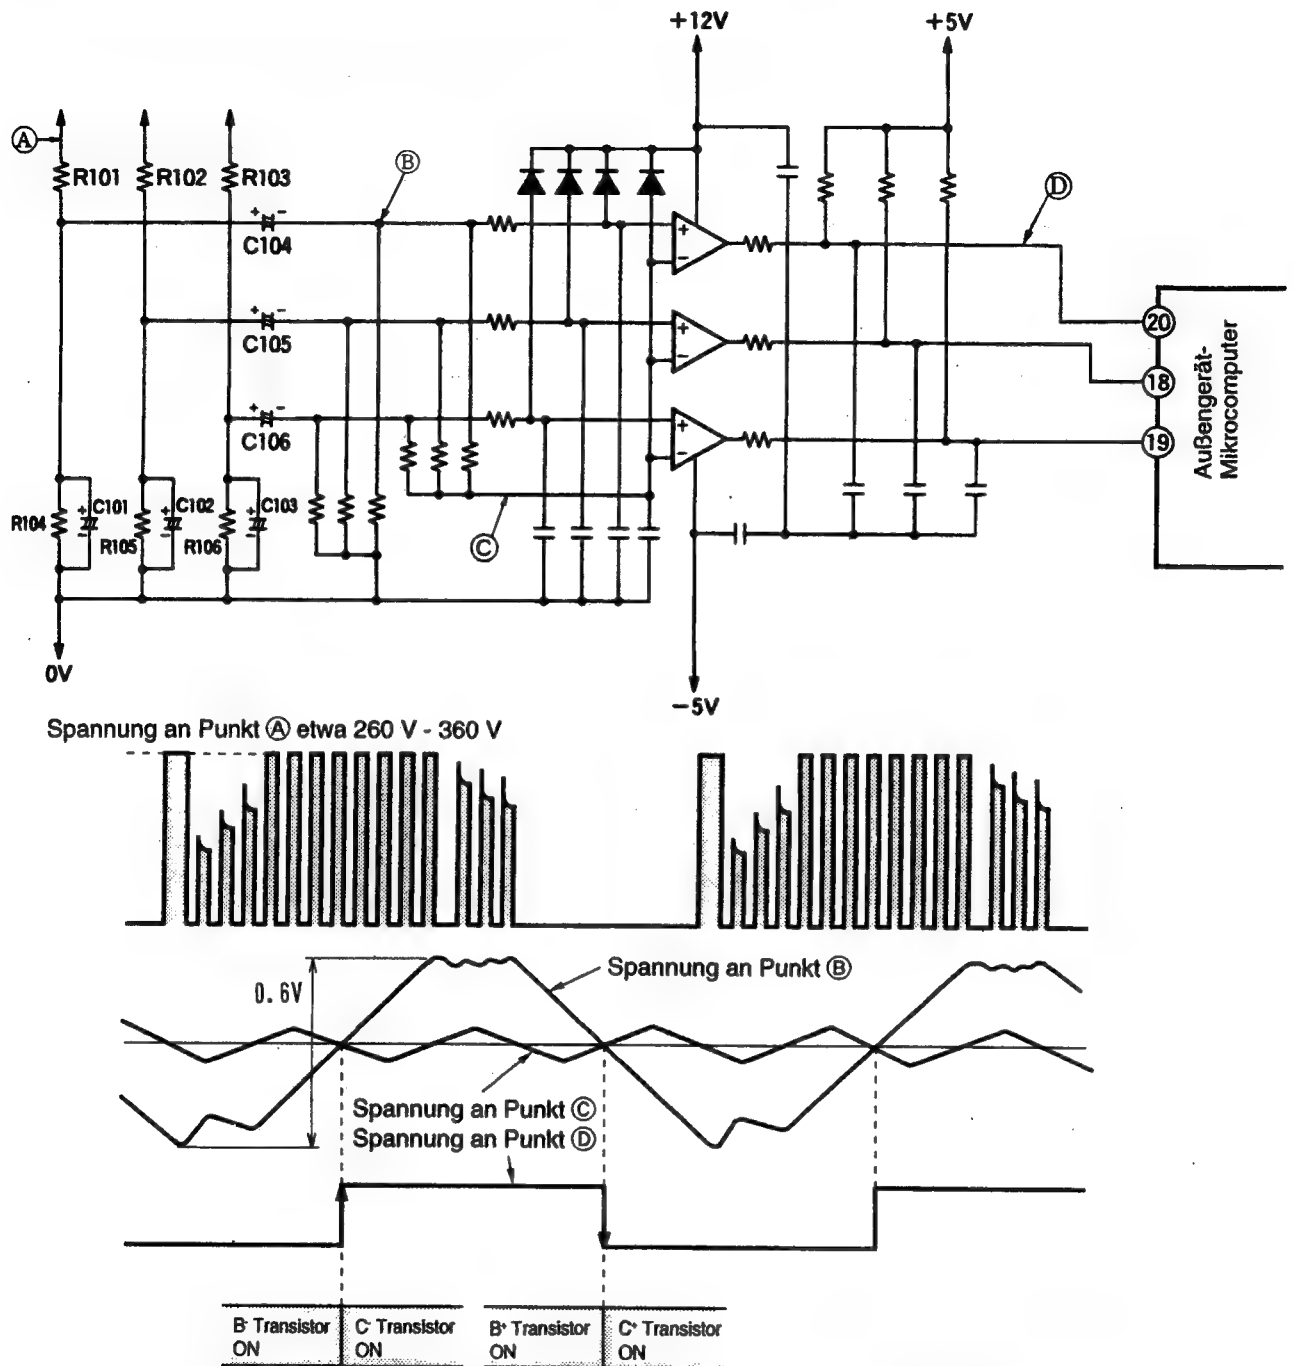 +12V
+5V
A
R101
R102
R103
B
D
+ -
C104
+
-
+ -
C105
+
-
+ -
C106
+
-
20
18
19
Außengerät-
Mikrocomputer
R104
+
-
C101
R105
+
-
C102
R106
+
-
C103
C
0V
-5V
Spannung an Punkt Ⓐ etwa 260 V - 360 V
Spannung an Punkt Ⓑ
0.6V
Spannung an Punkt Ⓒ
Spannung an Punkt Ⓓ
B- Transistor
ON
C- Transistor
ON
B+ Transistor
ON
C+ Transistor
ON